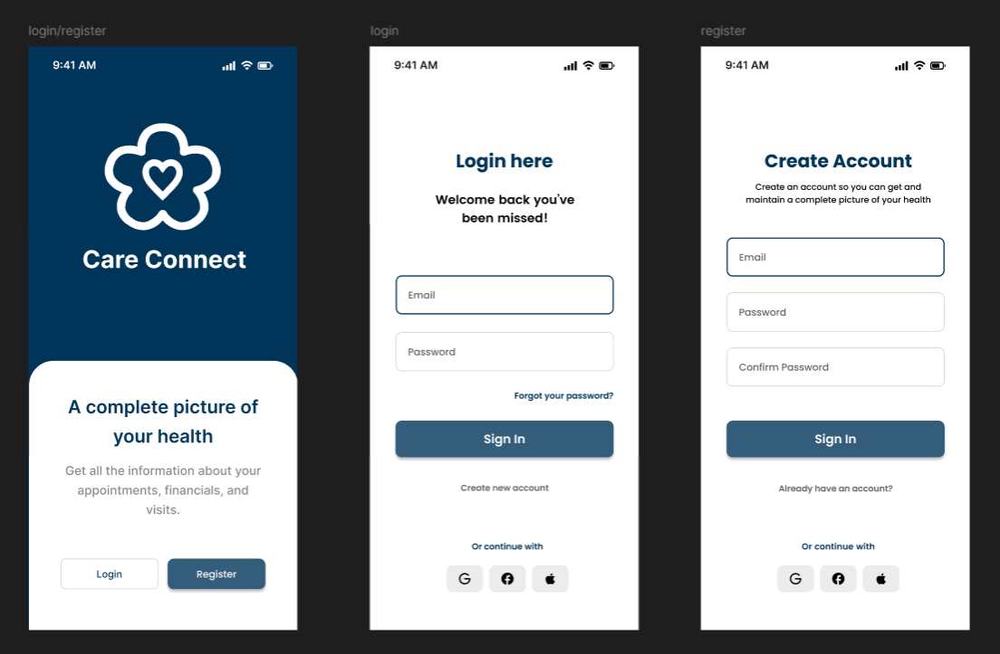 login/register
9:41 AM
Care Connect
A complete picture of
your health
Get all the information about your
appointments, financials, and
visits.
Login
Register
login
9:41 AM
Login here
Welcome back you've
been missed!
Email
Password
Forgot your password?
Sign In
Create new account
Or continue with
register
9:41 AM
Create Account
Create an account so you can get and
maintain a complete picture of your health
Email
Password
Confirm Password
Sign In
Already have an account?
Or continue with